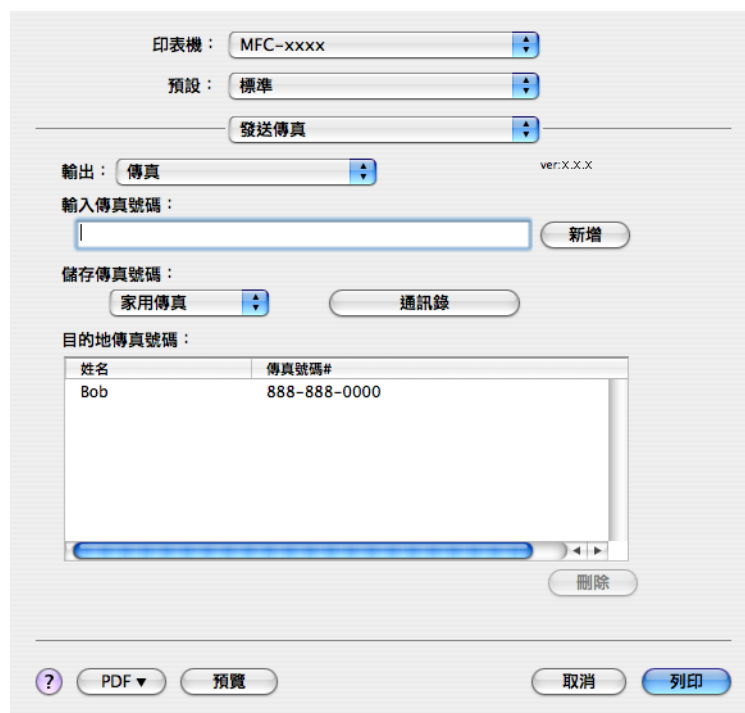 印表機： MFC-xxxx
預設： 標準
發送傳真
輸出： 傳真 ver:X.X.X
輸入傳真號碼：
新增
儲存傳真號碼：
家用傳真 通訊錄
目的地傳真號碼：
姓名 傳真號碼#
Bob 888-888-0000
刪除
? PDF▼ 預覽 取消 列印